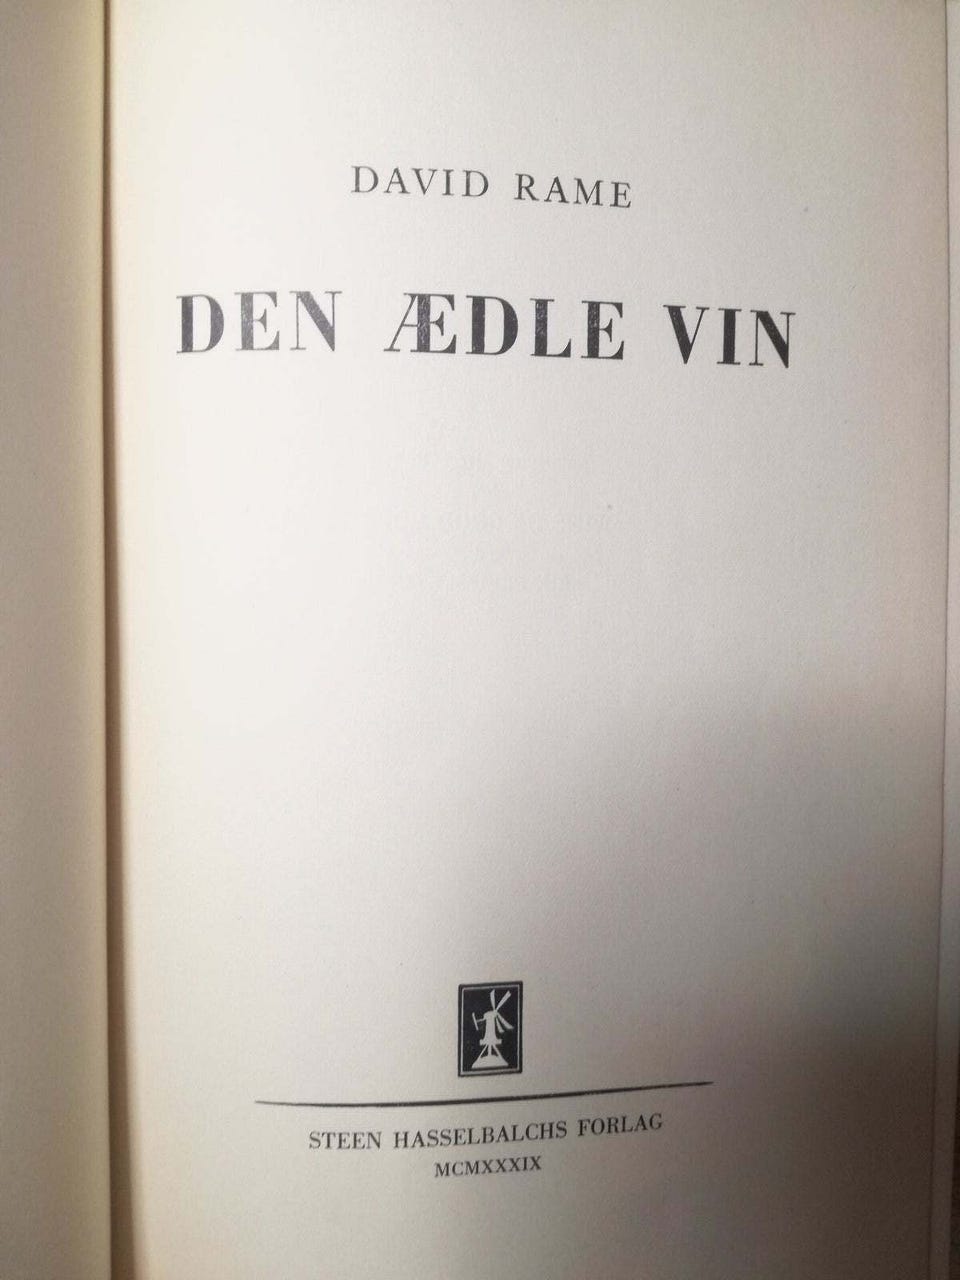 DAVID RAME
DEN ÆDLE VIN
STEEN HASSELBALCHS FORLAG
MCMXXXIX